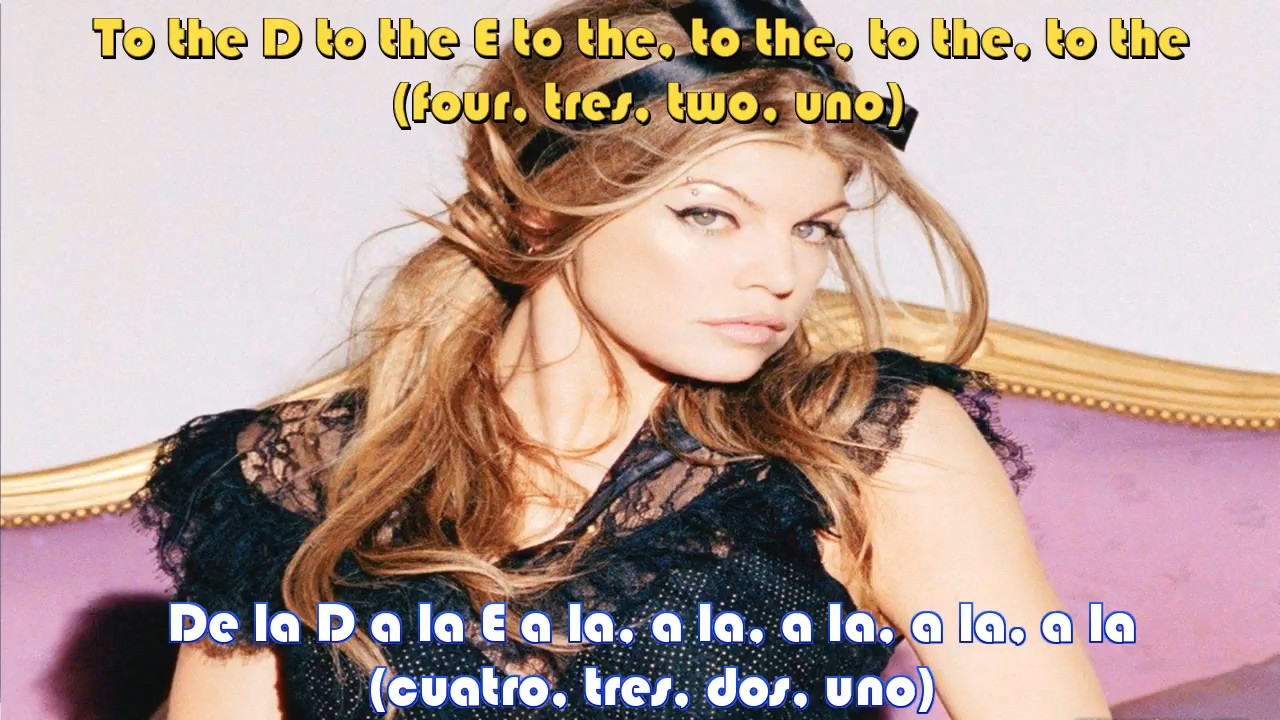 To the D to the E to the, to the, to the, to the
(four, tres, two, uno)
De la D a la E a la, a la, a la, a la, a la
(cuatro, tres, dos, uno)